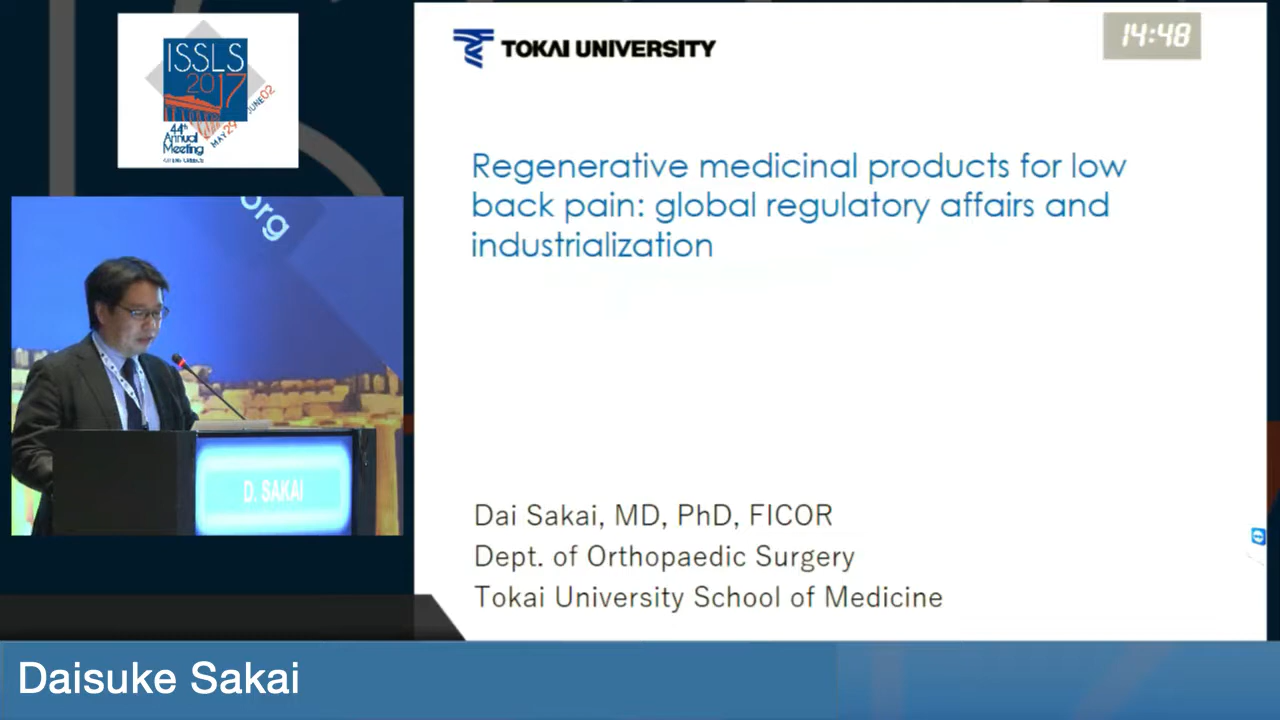 ISSLS
2017
44th
Annual
Meeting
MAY 29 JUNE 02
org
D. SAKAI
TOKAI UNIVERSITY
14:48
Regenerative medicinal products for low
back pain: global regulatory affairs and
industrialization
Dai Sakai, MD, PhD, FICOR
Dept. of Orthopaedic Surgery
Tokai University School of Medicine
Daisuke Sakai